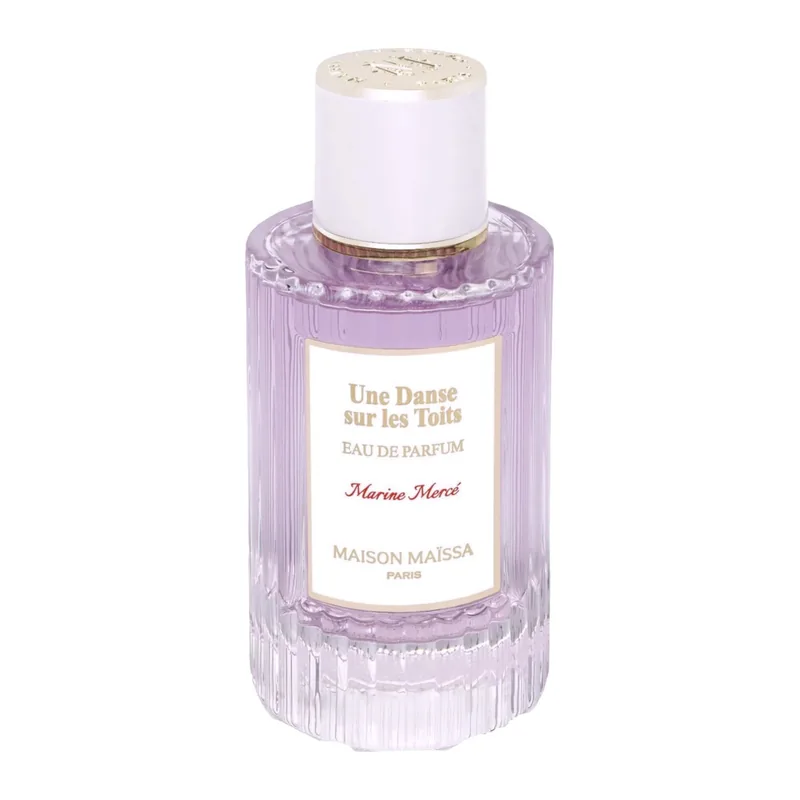 Une Danse
sur les Toits
EAU DE PARFUM
Marine Mercé
MAISON MAÏSSA
PARIS